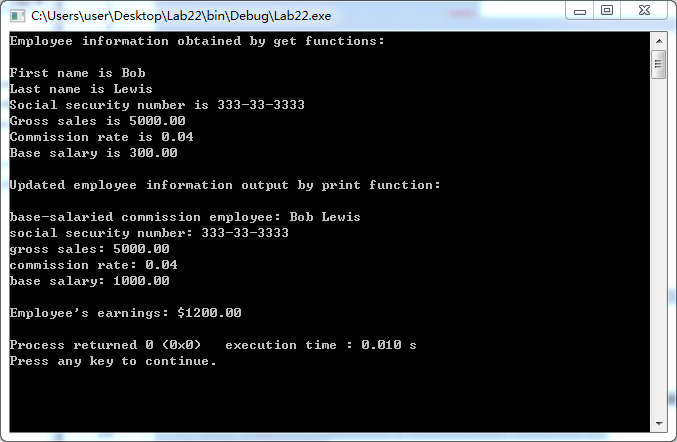 C:\Users\user\Desktop\Lab22\bin\Debug\Lab22.exe
Employee information obtained by get functions:
First name is Bob
Last name is Lewis
Social security number is 333-33-3333
Gross sales is 5000.00
Commission rate is 0.04
Base salary is 300.00
Updated employee information output by print function:
base-salaried commission employee: Bob Lewis
social security number: 333-33-3333
gross sales: 5000.00
commission rate: 0.04
base salary: 1000.00
Employee's earnings: $1200.00
Process returned 0 (0x0)   execution time : 0.010 s
Press any key to continue.